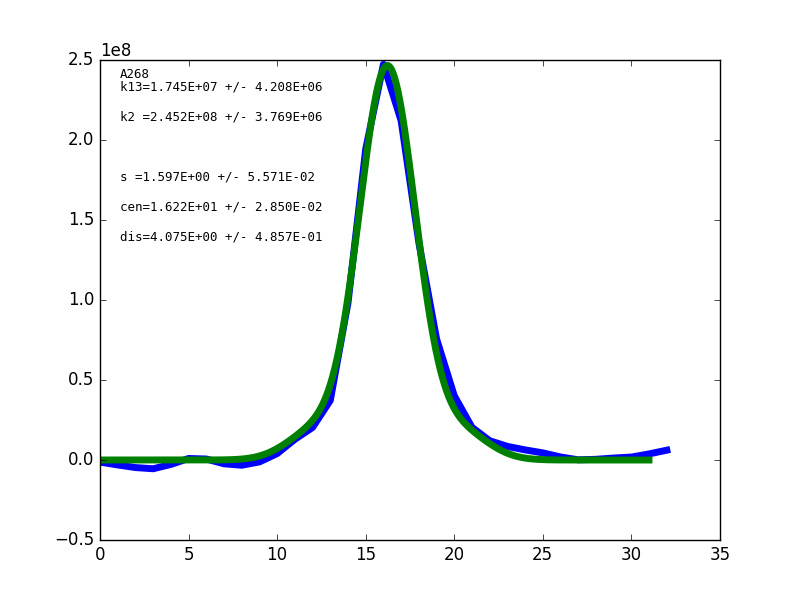 1e8
A268
k13=1.745E+07 +/- 4.208E+06
k2 =2.452E+08 +/- 3.769E+06
s =1.597E+00 +/- 5.571E-02
cen=1.622E+01 +/- 2.850E-02
dis=4.075E+00 +/- 4.857E-01
2.5
2.0
1.5
1.0
0.5
0.0
−0.5
0 5 10 15 20 25 30 35